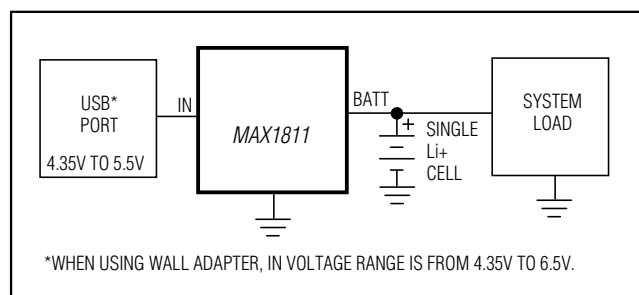 USB*
PORT
4.35V TO 5.5V
IN
MAX1811
BATT
+
SINGLE
Li+
CELL
SYSTEM
LOAD
*WHEN USING WALL ADAPTER, IN VOLTAGE RANGE IS FROM 4.35V TO 6.5V.